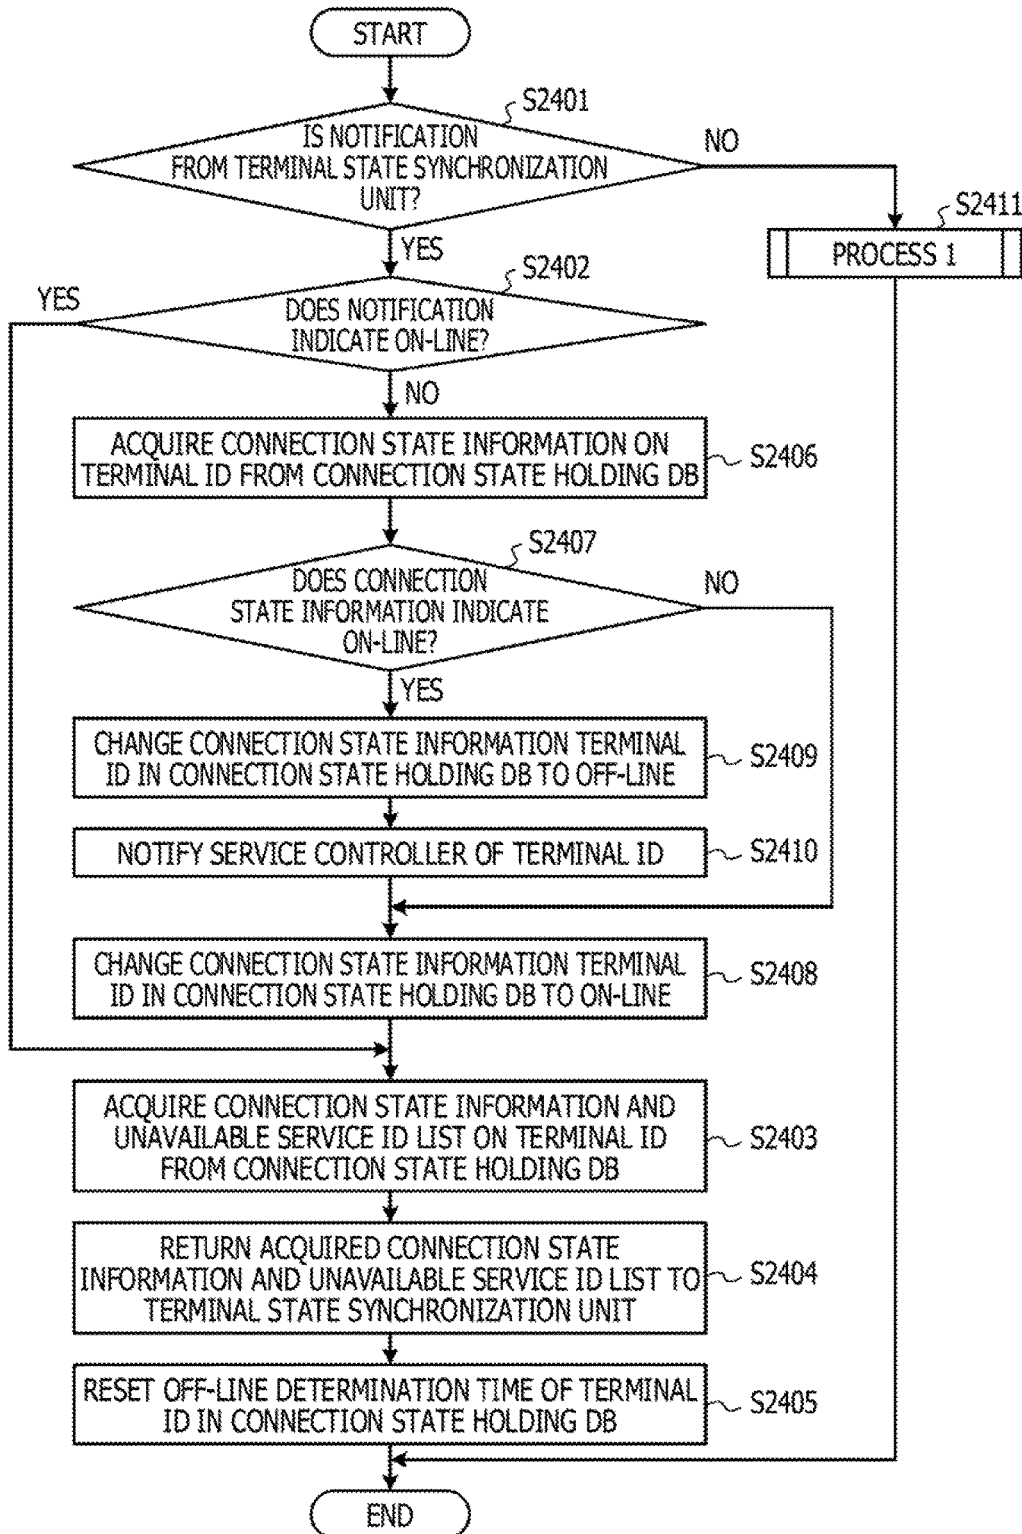 START
S2401
IS NOTIFICATION
FROM TERMINAL STATE SYNCHRONIZATION
UNIT?
NO
S2411
PROCESS 1
YES
S2402
YES
DOES NOTIFICATION
INDICATE ON-LINE?
NO
ACQUIRE CONNECTION STATE INFORMATION ON
TERMINAL ID FROM CONNECTION STATE HOLDING DB
S2406
S2407
DOES CONNECTION
STATE INFORMATION INDICATE
ON-LINE?
NO
YES
CHANGE CONNECTION STATE INFORMATION TERMINAL
ID IN CONNECTION STATE HOLDING DB TO OFF-LINE
S2409
NOTIFY SERVICE CONTROLLER OF TERMINAL ID
S2410
CHANGE CONNECTION STATE INFORMATION TERMINAL
ID IN CONNECTION STATE HOLDING DB TO ON-LINE
S2408
ACQUIRE CONNECTION STATE INFORMATION AND
UNAVAILABLE SERVICE ID LIST ON TERMINAL ID
FROM CONNECTION STATE HOLDING DB
S2403
RETURN ACQUIRED CONNECTION STATE
INFORMATION AND UNAVAILABLE SERVICE ID LIST TO
TERMINAL STATE SYNCHRONIZATION UNIT
S2404
RESET OFF-LINE DETERMINATION TIME OF TERMINAL
ID IN CONNECTION STATE HOLDING DB
S2405
END